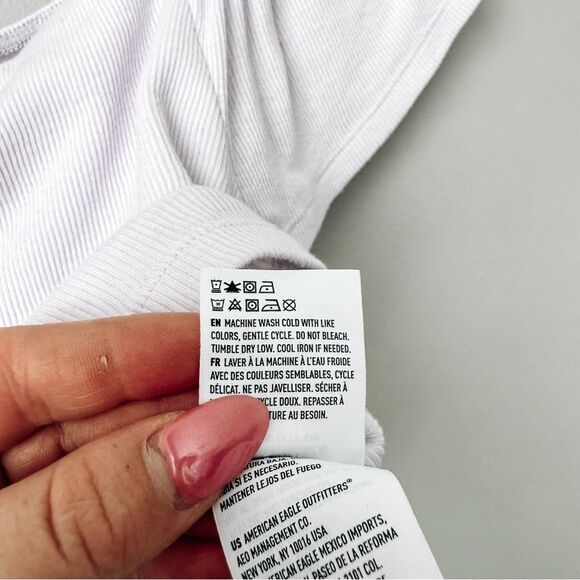 EN MACHINE WASH COLD WITH LIKE
COLORS, GENTLE CYCLE. DO NOT BLEACH.
TUMBLE DRY LOW. COOL IRON IF NEEDED.
FR LAVER À LA MACHINE À L'EAU FROIDE
AVEC DES COULEURS SEMBLABLES, CYCLE
DÉLICAT. NE PAS JAVELLISER. SÉCHER À
CYCLE DOUX. REPASSER À
AU BESOIN.
BAJA
SI ES NECESARIO.
MANTENER LEJOS DEL FUEGO
US AMERICAN EAGLE OUTFITTERS®
AEO MANAGEMENT CO.
NEW YORK, NY 10016 USA
AMERICAN EAGLE MEXICO IMPORTS,
PASEO DE LA REFORMA
COL